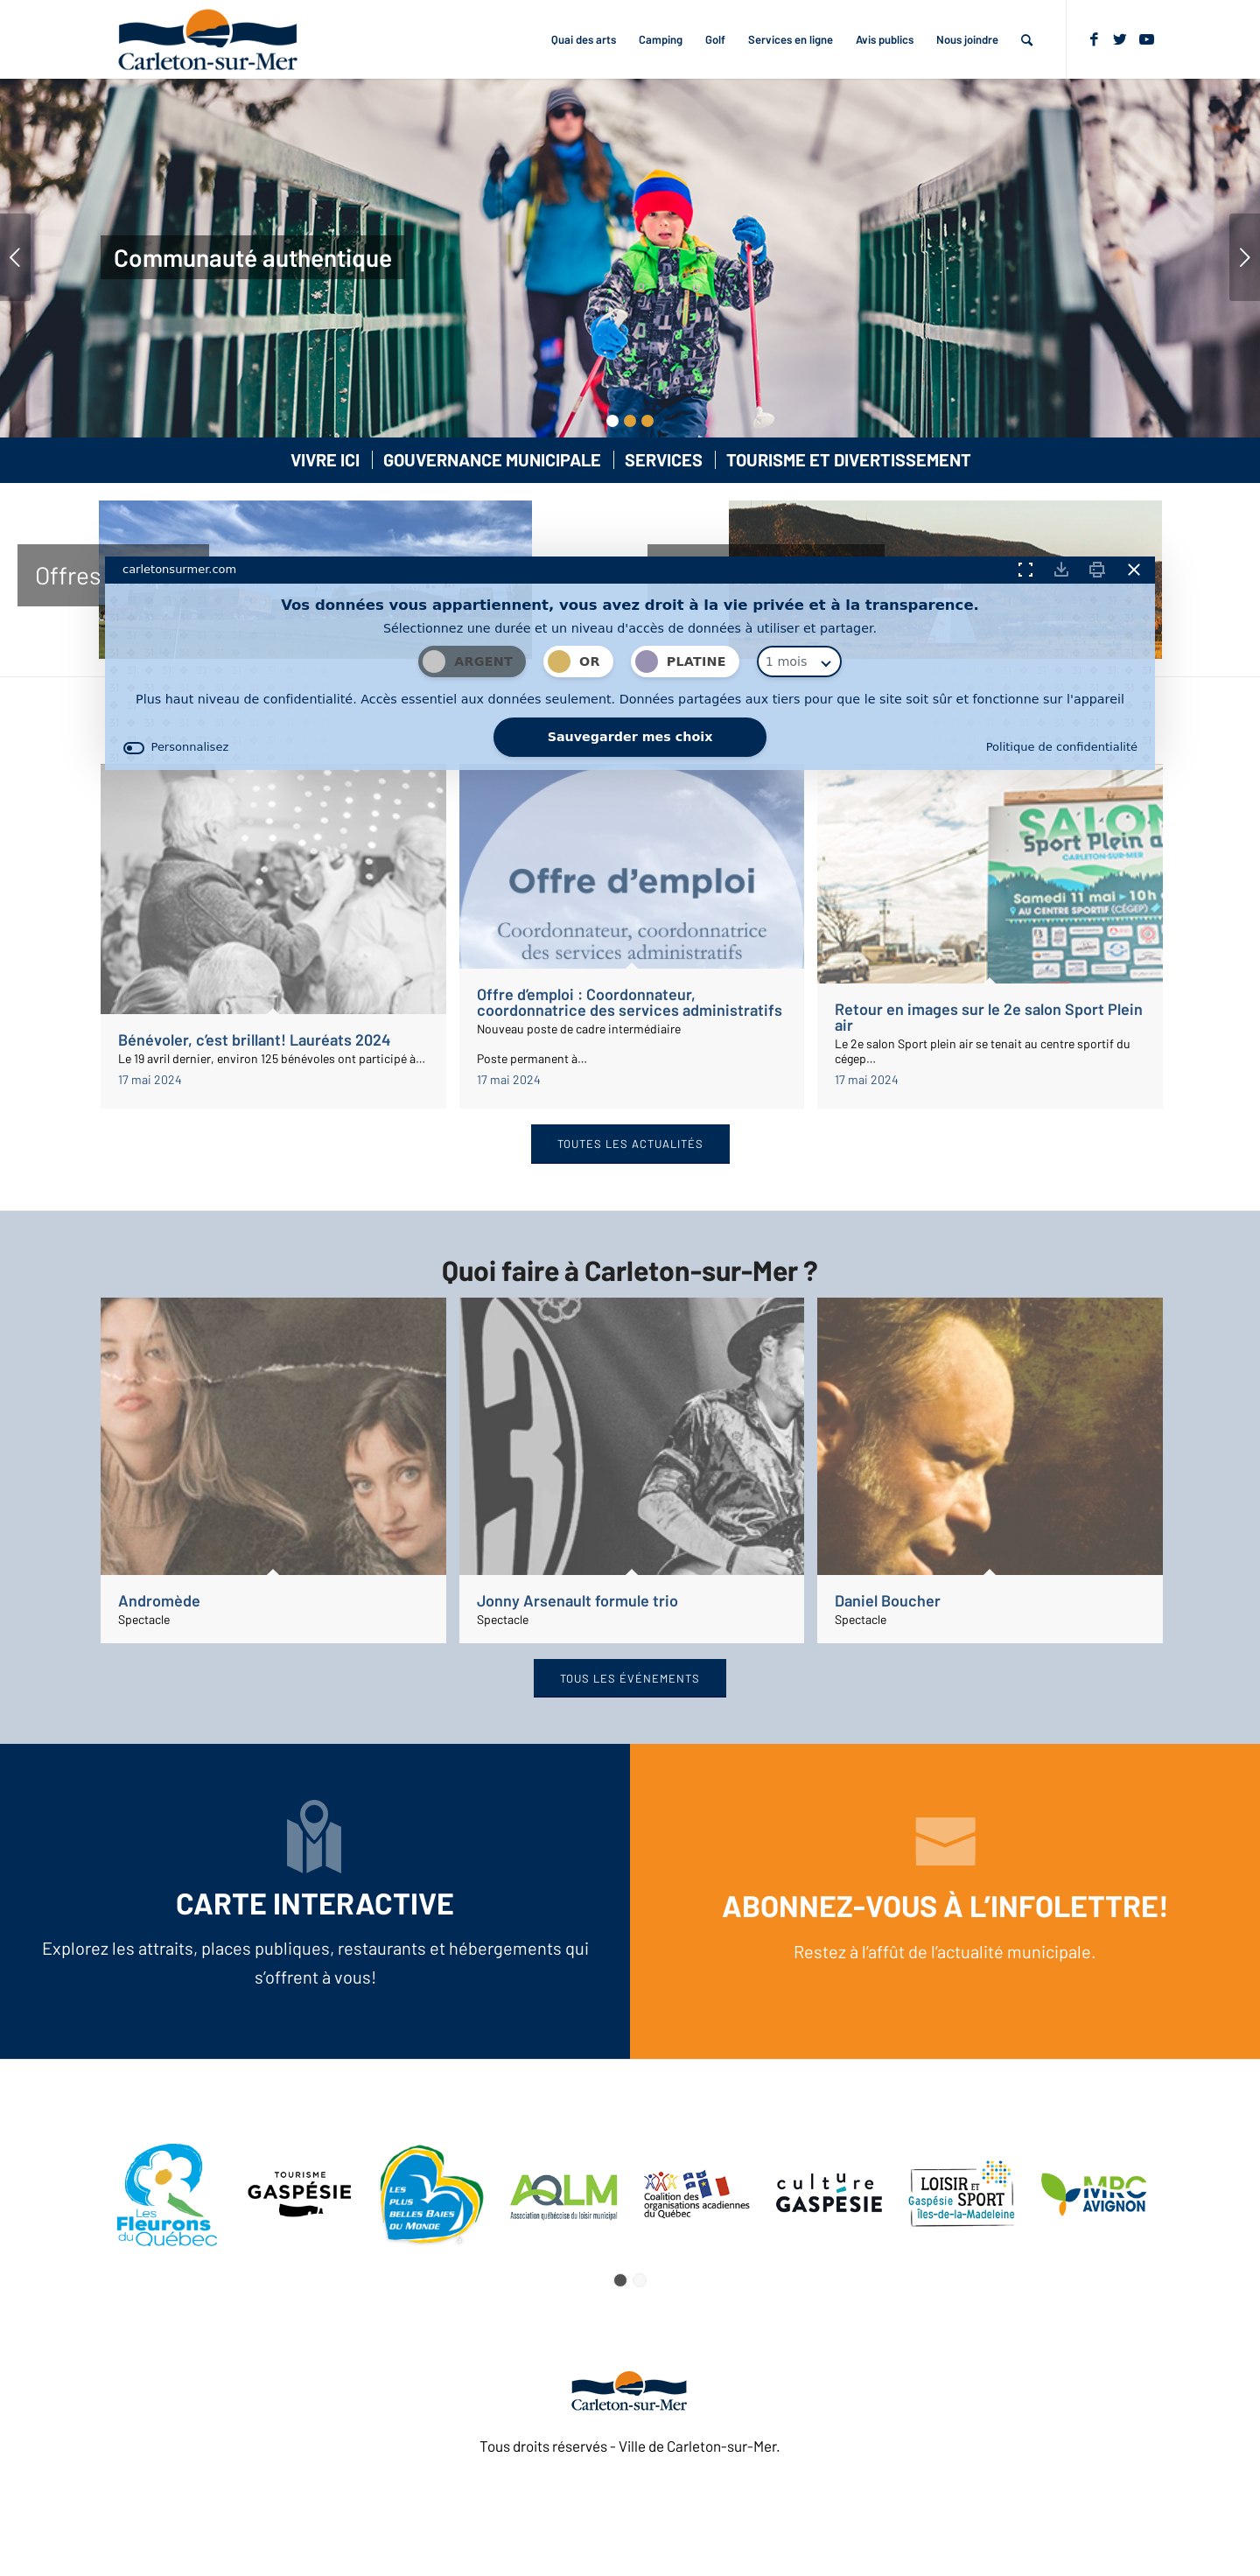 Carleton-sur-Mer
Quai des arts
Camping
Golf
Services en ligne
Avis publics
Nous joindre
Communauté authentique
VIVRE ICI
GOUVERNANCE MUNICIPALE
SERVICES
TOURISME ET DIVERTISSEMENT
Offres
carletonsurmer.com
Vos données vous appartiennent, vous avez droit à la vie privée et à la transparence.
Sélectionnez une durée et un niveau d'accès de données à utiliser et partager.
ARGENT
OR
PLATINE
1 mois
Plus haut niveau de confidentialité. Accès essentiel aux données seulement. Données partagées aux tiers pour que le site soit sûr et fonctionne sur l'appareil
Sauvegarder mes choix
Personnalisez
Politique de confidentialité
Offre d'emploi
Coordonnateur, coordonnatrice
des services administratifs
SALON
Sport Plein a
CARLETON-SUR-MER
Samedi 11 mai
10h
AU CENTRE SPORTIF (CÉGEP)
Bénévoler, c’est brillant! Lauréats 2024
Le 19 avril dernier, environ 125 bénévoles ont participé à...
17 mai 2024
Offre d’emploi : Coordonnateur,
coordonnatrice des services administratifs
Nouveau poste de cadre intermédiaire
Poste permanent à...
17 mai 2024
Retour en images sur le 2e salon Sport Plein
air
Le 2e salon Sport plein air se tenait au centre sportif du
cégep...
17 mai 2024
TOUTES LES ACTUALITÉS
Quoi faire à Carleton-sur-Mer ?
Andromède
Spectacle
Jonny Arsenault formule trio
Spectacle
Daniel Boucher
Spectacle
TOUS LES ÉVÉNEMENTS
CARTE INTERACTIVE
Explorez les attraits, places publiques, restaurants et hébergements qui
s’offrent à vous!
ABONNEZ-VOUS À L’INFOLETTRE!
Restez à l’affût de l’actualité municipale.
Les
Fleurons
du Québec
TOURISME
GASPÉSIE
LES
PLUS
BELLES BAIES
DU MONDE
AQLM
Association québécoise du loisir municipal
Coalition des
organisations acadiennes
du Québec
culture
GASPÉSIE
LOISIR ET
SPORT
Gaspésie
Îles-de-la-Madeleine
MRC
AVIGNON
Carleton-sur-Mer
Tous droits réservés - Ville de Carleton-sur-Mer.